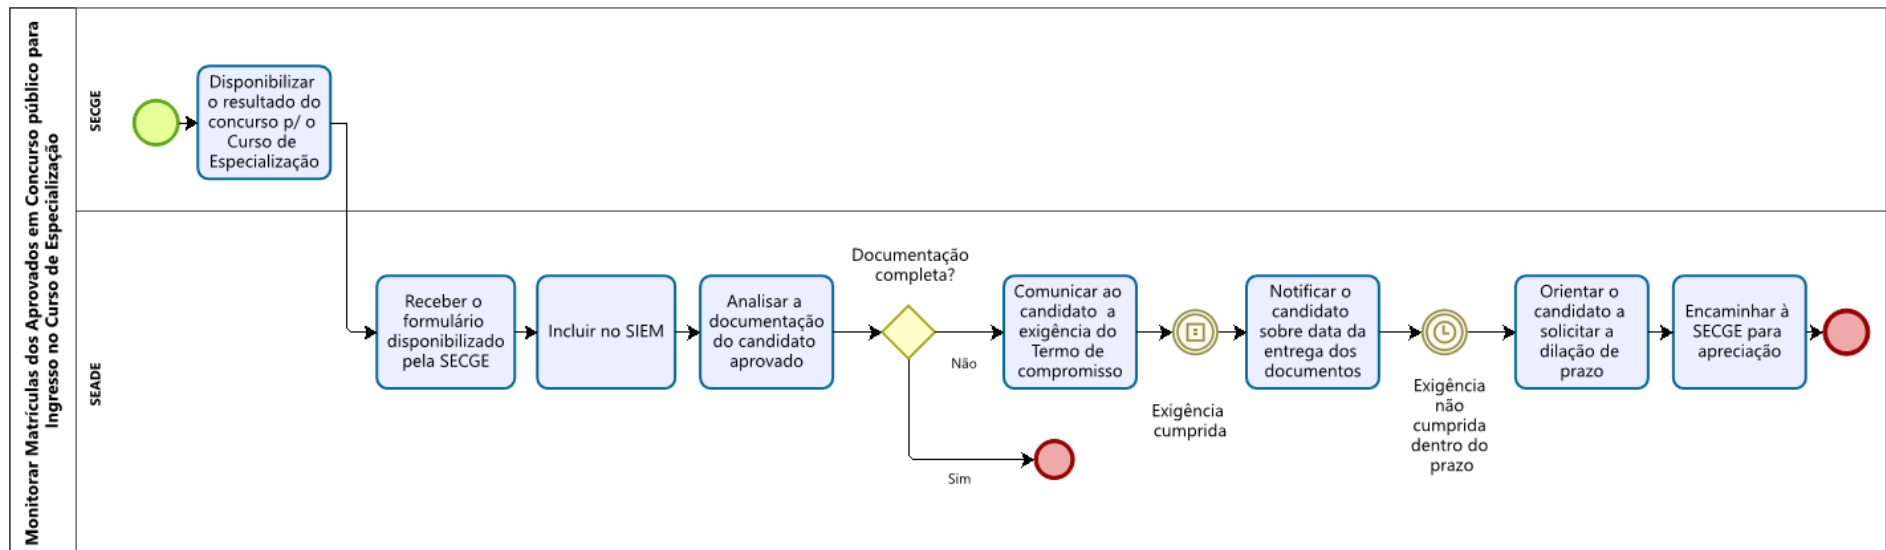 Monitorar Matrículas dos Aprovados em Concurso público para
Ingresso no Curso de Especialização
SECGE
Disponibilizar
o resultado do
concurso p/ o
Curso de
Especialização
SEADE
Receber o
formulário
disponibilizado
pela SECGE
Incluir no SIEM
Analisar a
documentação
do candidato
aprovado
Documentação
completa?
Não
Sim
Comunicar ao
candidato a
exigência do
Termo de
compromisso
Exigência
cumprida
Notificar o
candidato
sobre data da
entrega dos
documentos
Exigência
não
cumprida
dentro do
prazo
Orientar o
candidato a
solicitar a
dilação de
prazo
Encaminhar à
SECGE para
apreciação